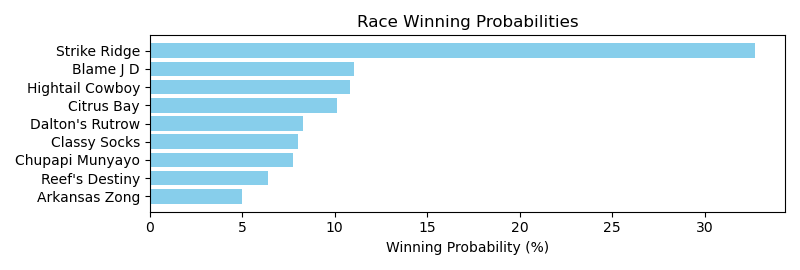 Race Winning Probabilities
Strike Ridge
Blame J D
Hightail Cowboy
Citrus Bay
Dalton's Rutrow
Classy Socks
Chupapi Munyayo
Reef's Destiny
Arkansas Zong
0 5 10 15 20 25 30
Winning Probability (%)